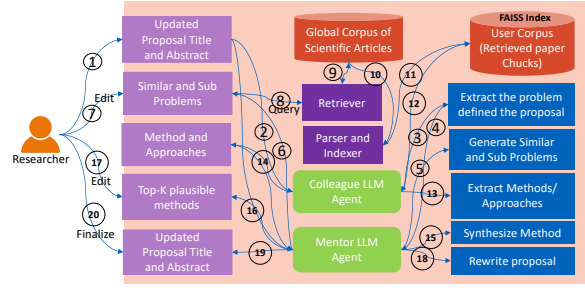 FAISS Index
Updated
Proposal Title
and Abstract
Global Corpus of
Scientific Articles
User Corpus
(Retrieved paper
Chucks)
1
9
10
11
Similar and Sub
Problems
8
Query
Retriever
12
Extract the problem
defined the proposal
7
Edit
Researcher
Method and
Approaches
2
6
14
Parser and
Indexer
3
4
5
Generate Similar
and Sub Problems
17
Edit
Top-K plausible
methods
16
Colleague LLM
Agent
13
Extract Methods/
Approaches
20
Finalize
Updated
Proposal Title
and Abstract
19
Mentor LLM
Agent
15
Synthesize Method
18
Rewrite proposal